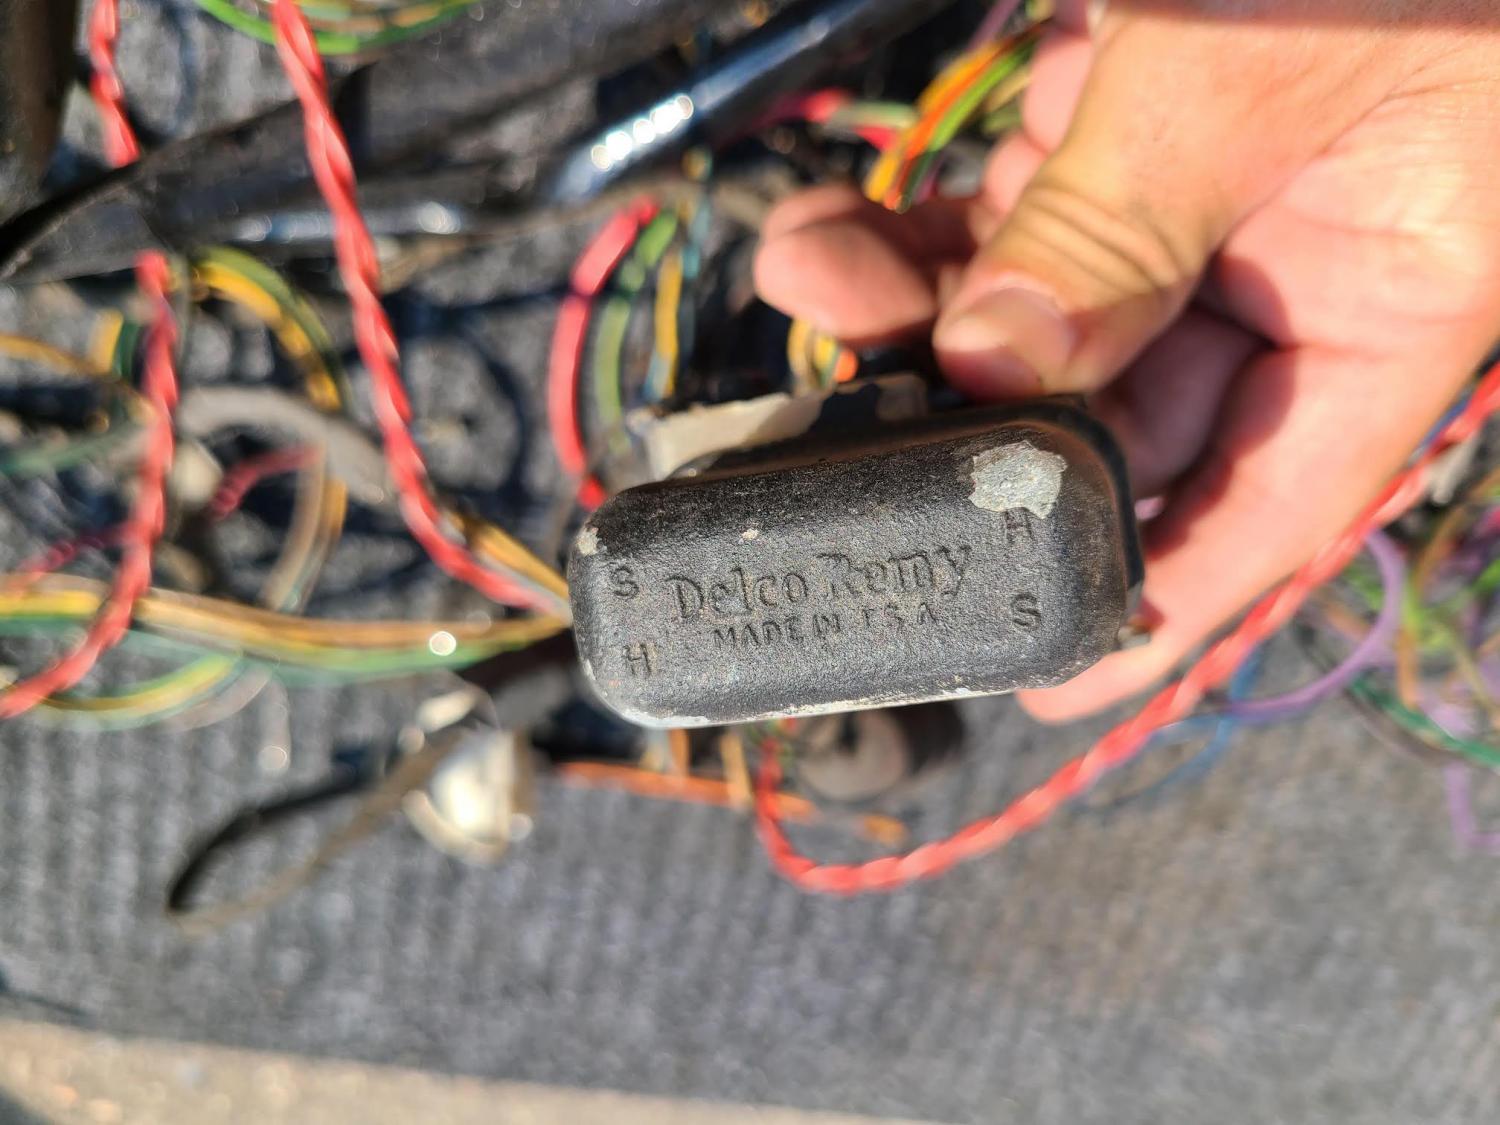 S Delco Remy H
MADE IN U.S.A.
H S